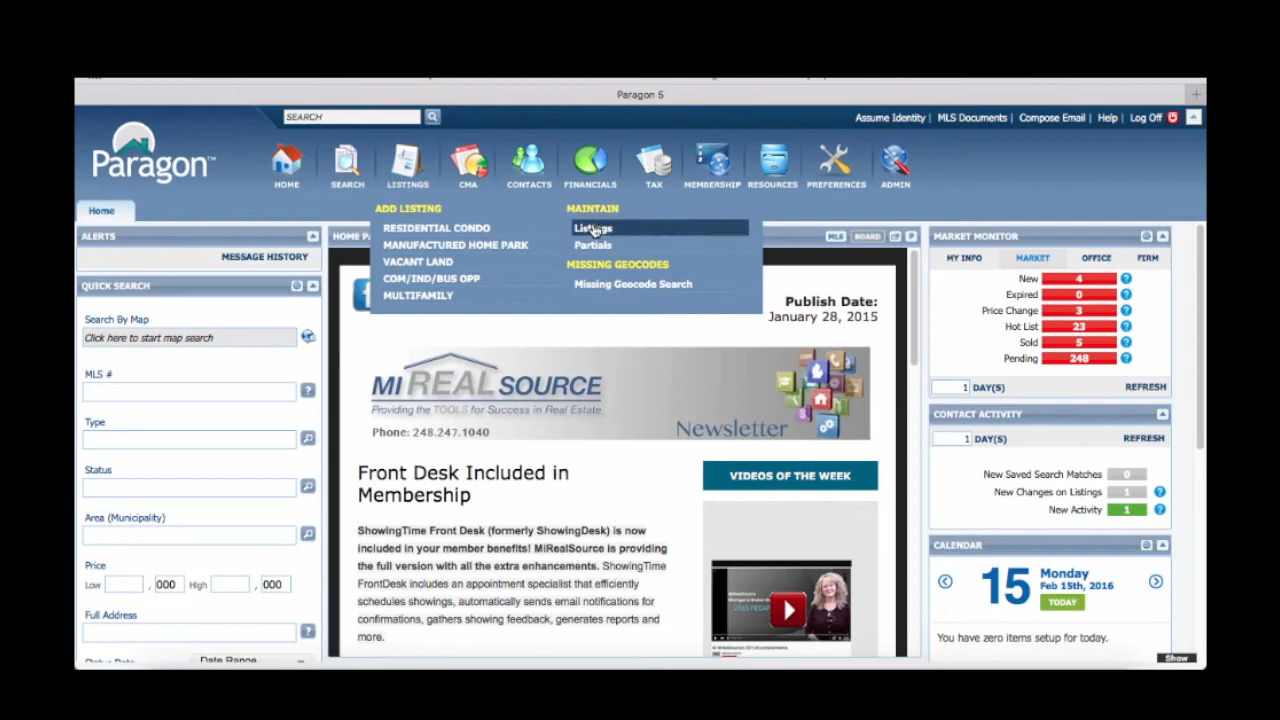 Paragon 5
SEARCH
Assume Identity | MLS Documents | Compose Email | Help | Log Off
Paragon™
HOME
SEARCH
LISTINGS
CMA
CONTACTS
FINANCIALS
TAX
MEMBERSHIP
RESOURCES
PREFERENCES
ADMIN
Home
ADD LISTING
RESIDENTIAL CONDO
MANUFACTURED HOME PARK
VACANT LAND
COM/IND/BUS OPP
MULTIFAMILY
MAINTAIN
Listings
Partials
MISSING GEOCODES
Missing Geocode Search
ALERTS
MESSAGE HISTORY
QUICK SEARCH
Search By Map
Click here to start map search
MLS #
Type
Status
Area (Municipality)
Price
Low , 000 High , 000
Full Address
Status Date Date Range
HOME PA
MLS BOARD
Publish Date:
January 28, 2015
MIREALSOURCE
Providing the TOOLS for Success in Real Estate
Phone: 248.247.1040
Newsletter
Front Desk Included in
Membership
ShowingTime Front Desk (formerly ShowingDesk) is now
included in your member benefits! MiRealSource is providing
the full version with all the extra enhancements. ShowingTime
FrontDesk includes an appointment specialist that efficiently
schedules showings, automatically sends email notifications for
confirmations, gathers showing feedback, generates reports and
more.
VIDEOS OF THE WEEK
MARKET MONITOR
MY INFO MARKET OFFICE FIRM
New 4
Expired 0
Price Change 3
Hot List 23
Sold 5
Pending 248
1 DAY(S) REFRESH
CONTACT ACTIVITY
1 DAY(S) REFRESH
New Saved Search Matches 0
New Changes on Listings 1
New Activity 1
CALENDAR
15 Monday
Feb 15th, 2016
TODAY
You have zero items setup for today.
Show